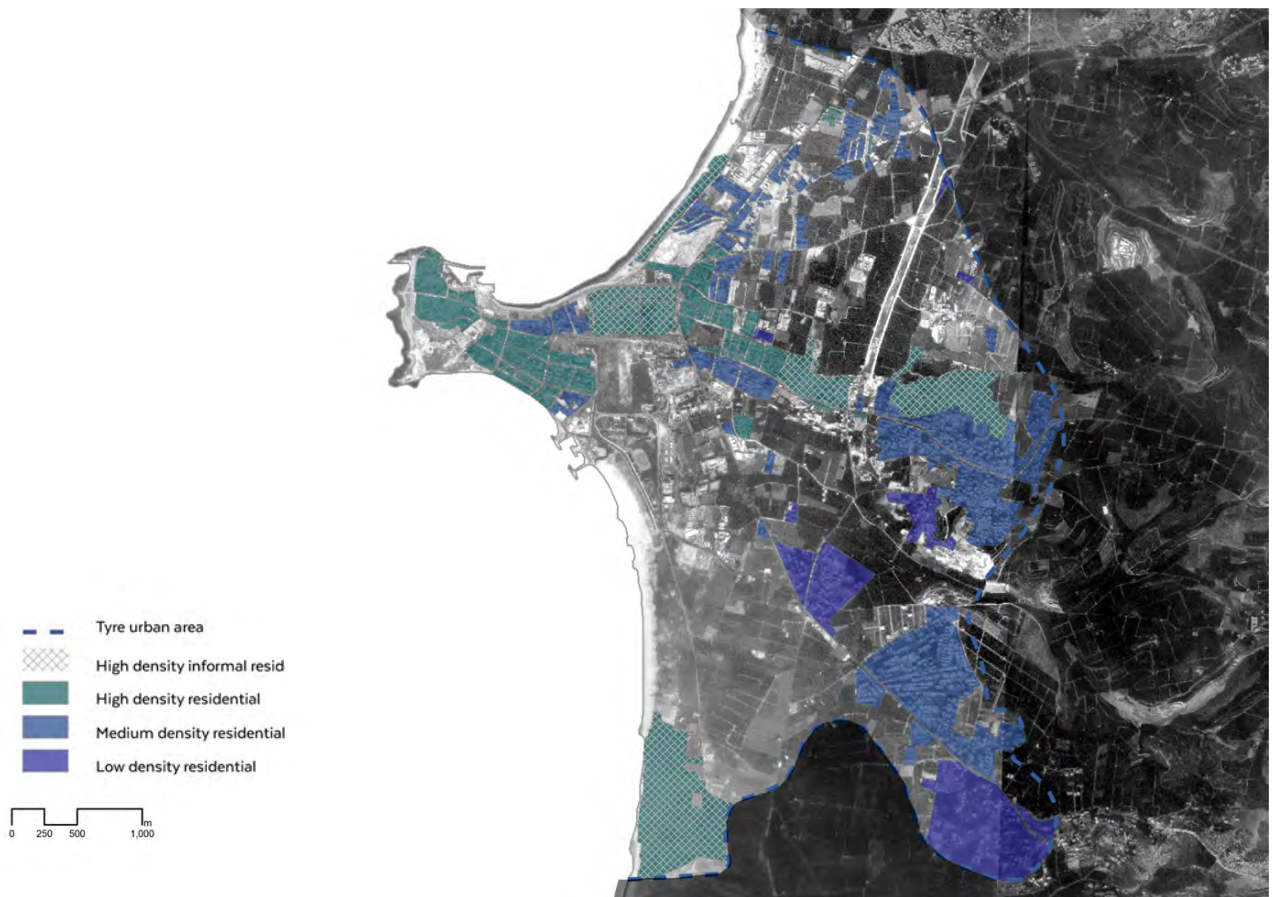 Tyre urban area
High density informal resid
High density residential
Medium density residential
Low density residential
m
0 250 500 1,000